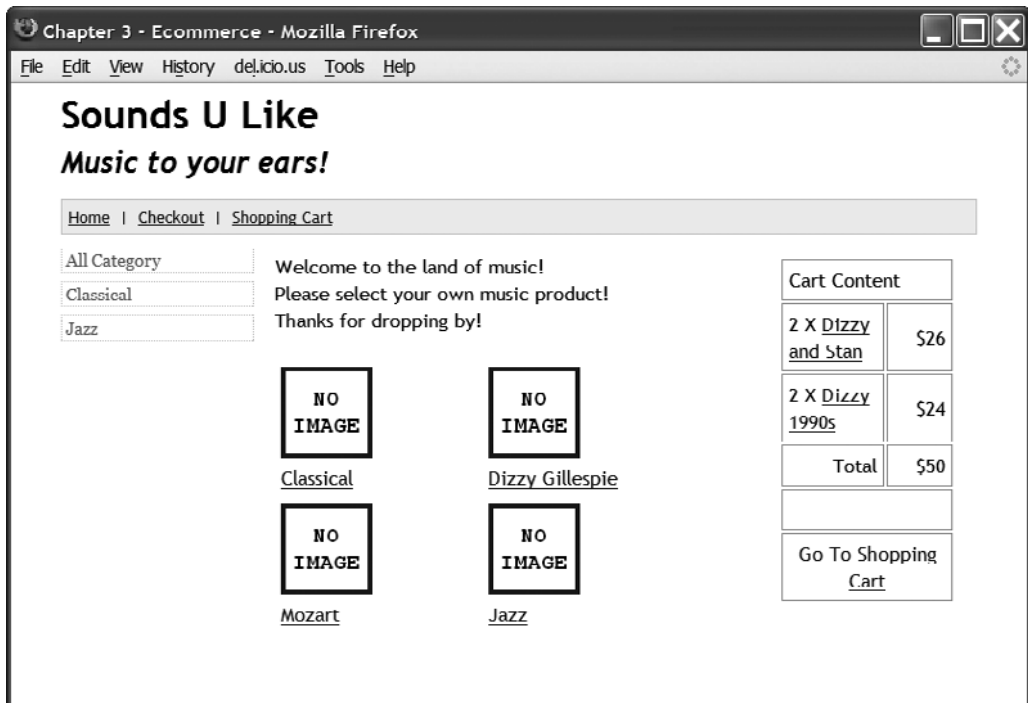 Chapter 3 - Ecommerce - Mozilla Firefox
File Edit View History del.icio.us Tools Help
Sounds U Like
Music to your ears!
Home | Checkout | Shopping Cart
All Category
Classical
Jazz
Welcome to the land of music!
Please select your own music product!
Thanks for dropping by!
NO
IMAGE
Classical
NO
IMAGE
Dizzy Gillespie
NO
IMAGE
Mozart
NO
IMAGE
Jazz
Cart Content
2 X Dizzy
and Stan
$26
2 X Dizzy
1990s
$24
Total $50
Go To Shopping
Cart